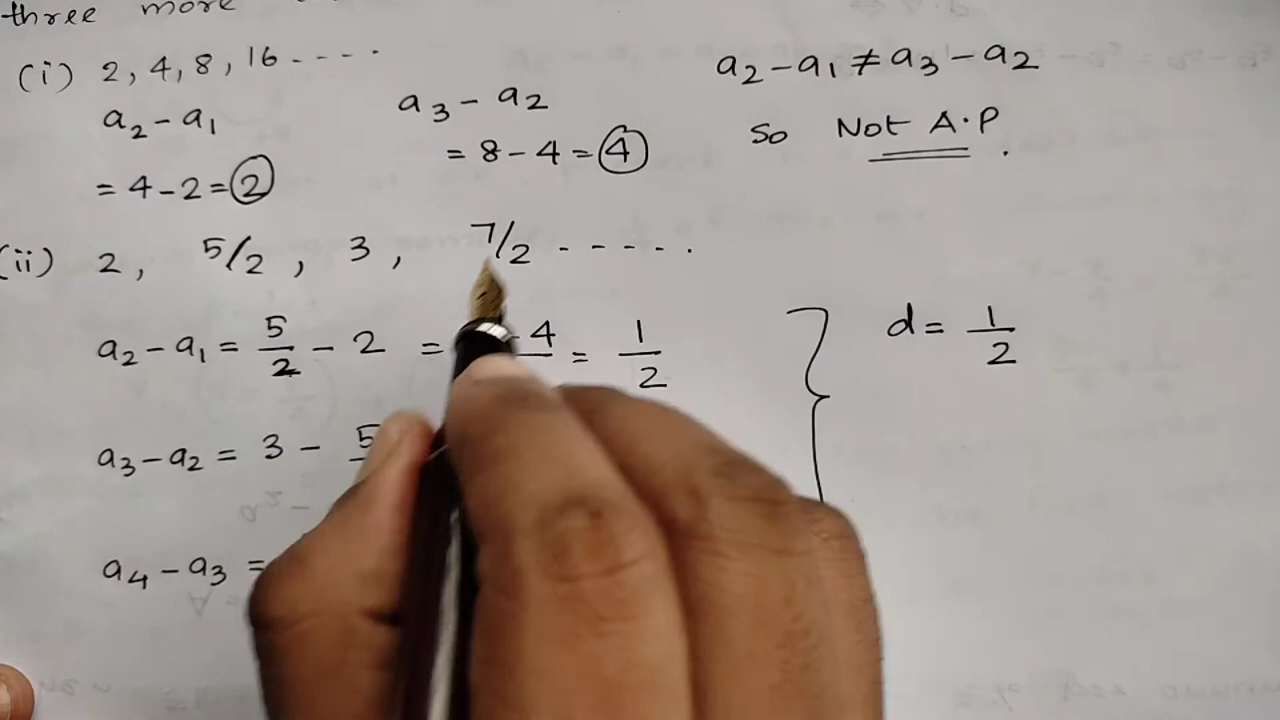 three more
(i) 2, 4, 8, 16 - - - -
a₂ - a₁
= 4 - 2 = 2
a₃ - a₂
= 8 - 4 = 4
a₂ - a₁ ≠ a₃ - a₂
So Not A.P.
(ii) 2, 5/2, 3, 7/2 - - - - - .
a₂ - a₁ = 5/2 - 2 = - 4 = 1/2
a₃ - a₂ = 3 - 5
a₄ - a₃ =
d = 1/2